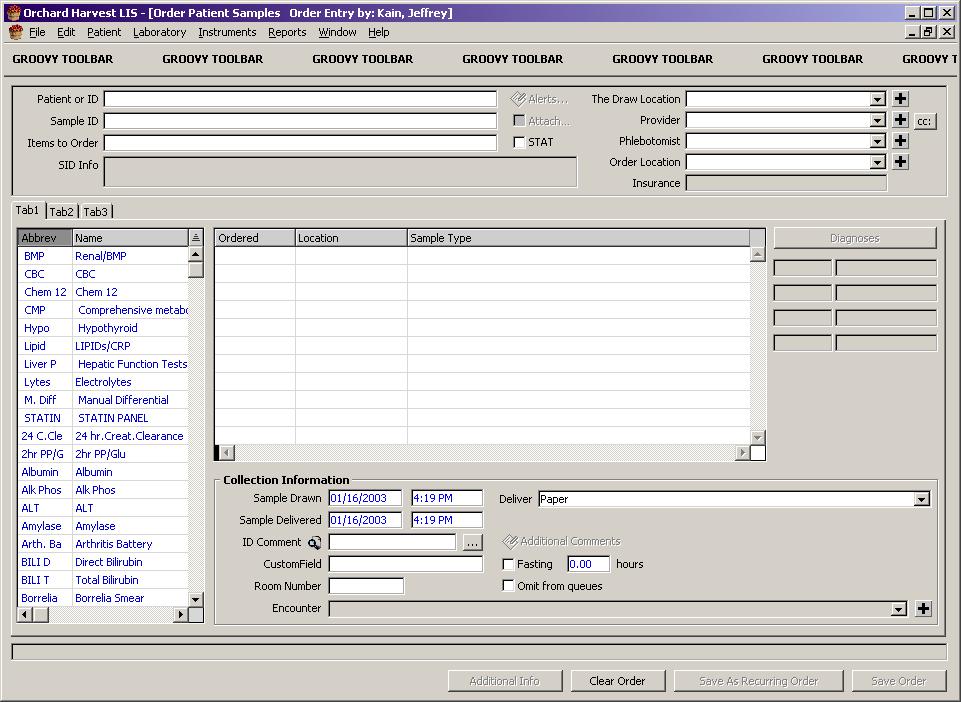 Orchard Harvest LIS - [Order Patient Samples   Order Entry by: Kain, Jeffrey]
File Edit Patient Laboratory Instruments Reports Window Help
GROOVY TOOLBAR GROOVY TOOLBAR GROOVY TOOLBAR GROOVY TOOLBAR GROOVY TOOLBAR GROOVY TOOLBAR GROOVY T
Patient or ID Alerts... The Draw Location
Sample ID Attach... Provider cc:
Items to Order STAT Phlebotomist
SID Info Order Location
Insurance
Tab1 Tab2 Tab3
Abbrev Name Ordered Location Sample Type Diagnoses
BMP Renal/BMP
CBC CBC
Chem 12 Chem 12
CMP Comprehensive metabo
Hypo Hypothyroid
Lipid LIPIDs/CRP
Liver P Hepatic Function Tests
Lytes Electrolytes
M. Diff Manual Differential
STATIN STATIN PANEL
24 C.Cle 24 hr.Creat.Clearance
2hr PP/G 2hr PP/Glu
Albumin Albumin
Alk Phos Alk Phos
ALT ALT
Amylase Amylase
Arth. Ba Arthritis Battery
BILI D Direct Bilirubin
BILI T Total Bilirubin
Borrelia Borrelia Smear
Collection Information
Sample Drawn 01/16/2003 4:19 PM Deliver Paper
Sample Delivered 01/16/2003 4:19 PM
ID Comment ... Additional Comments
CustomField Fasting 0.00 hours
Room Number Omit from queues
Encounter
Additional Info Clear Order Save As Recurring Order Save Order